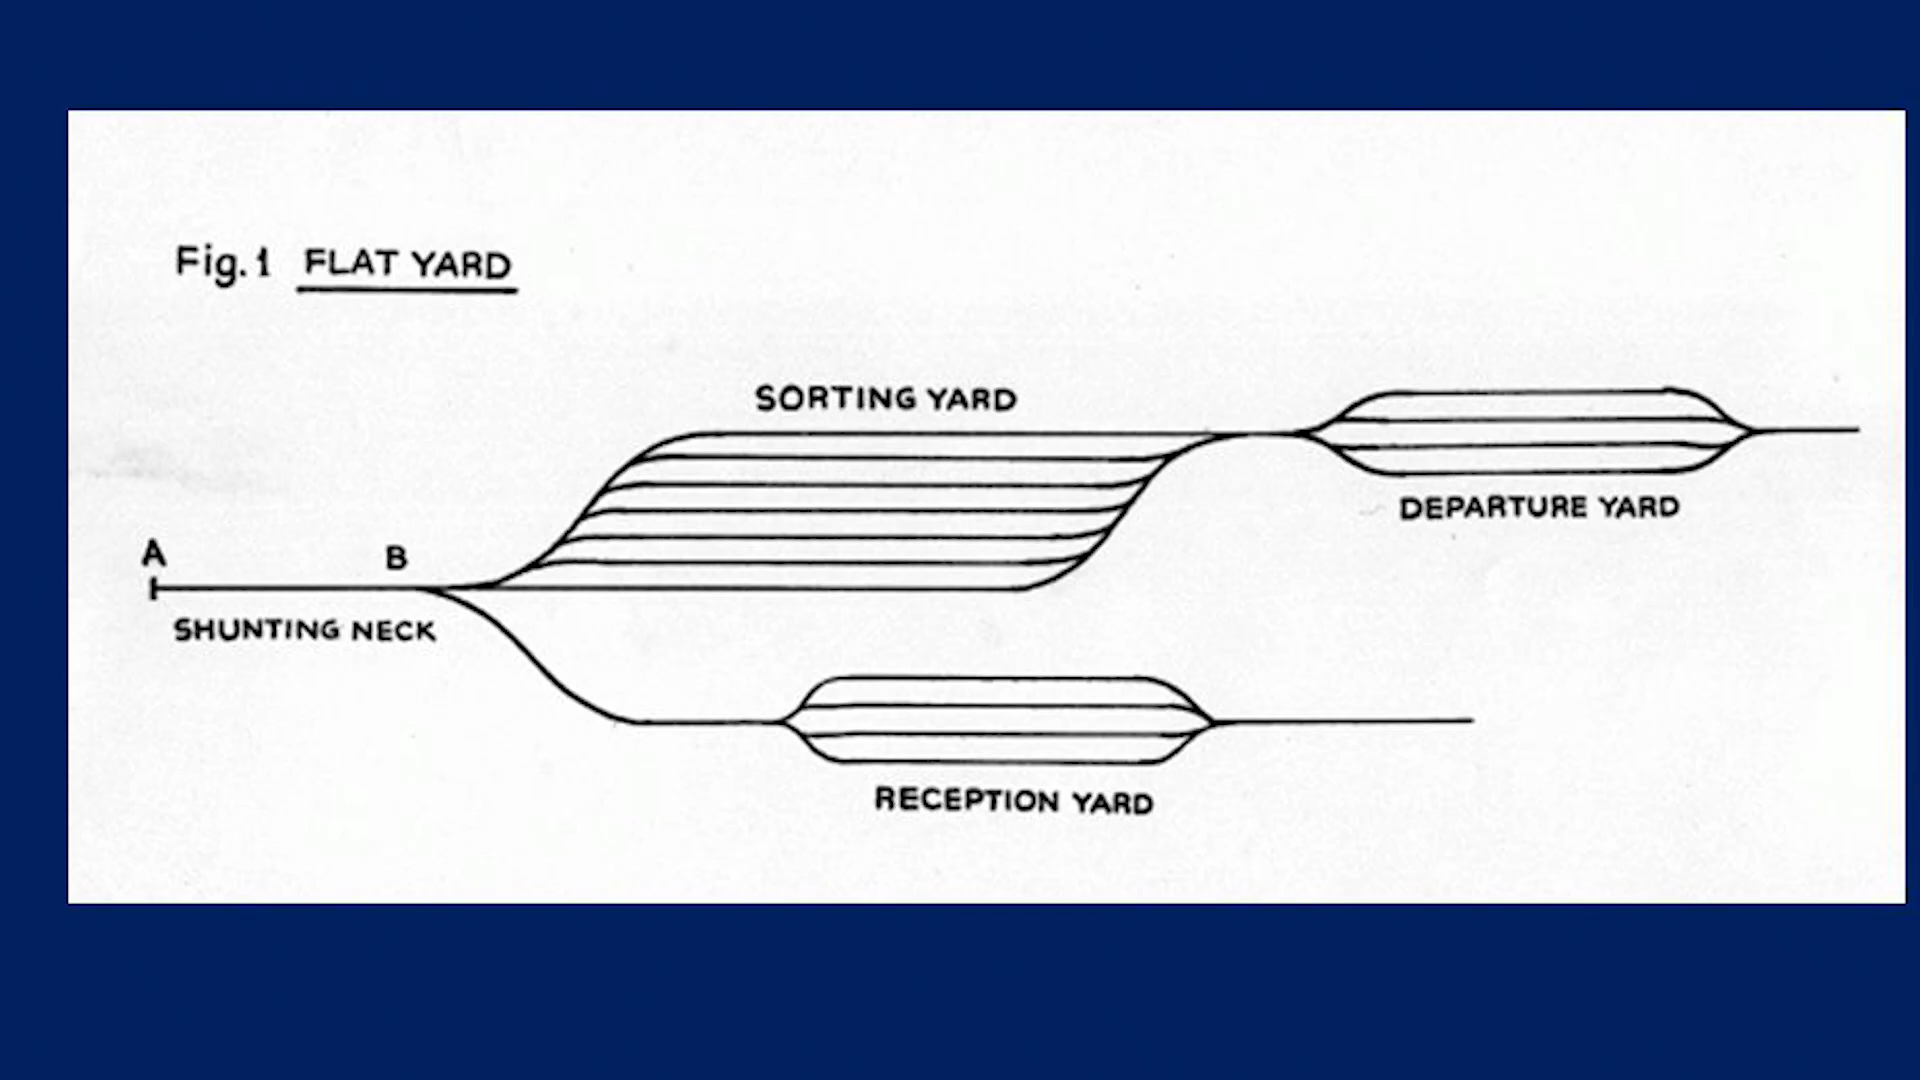 Fig.1 FLAT YARD
SORTING YARD
DEPARTURE YARD
A B
SHUNTING NECK
RECEPTION YARD